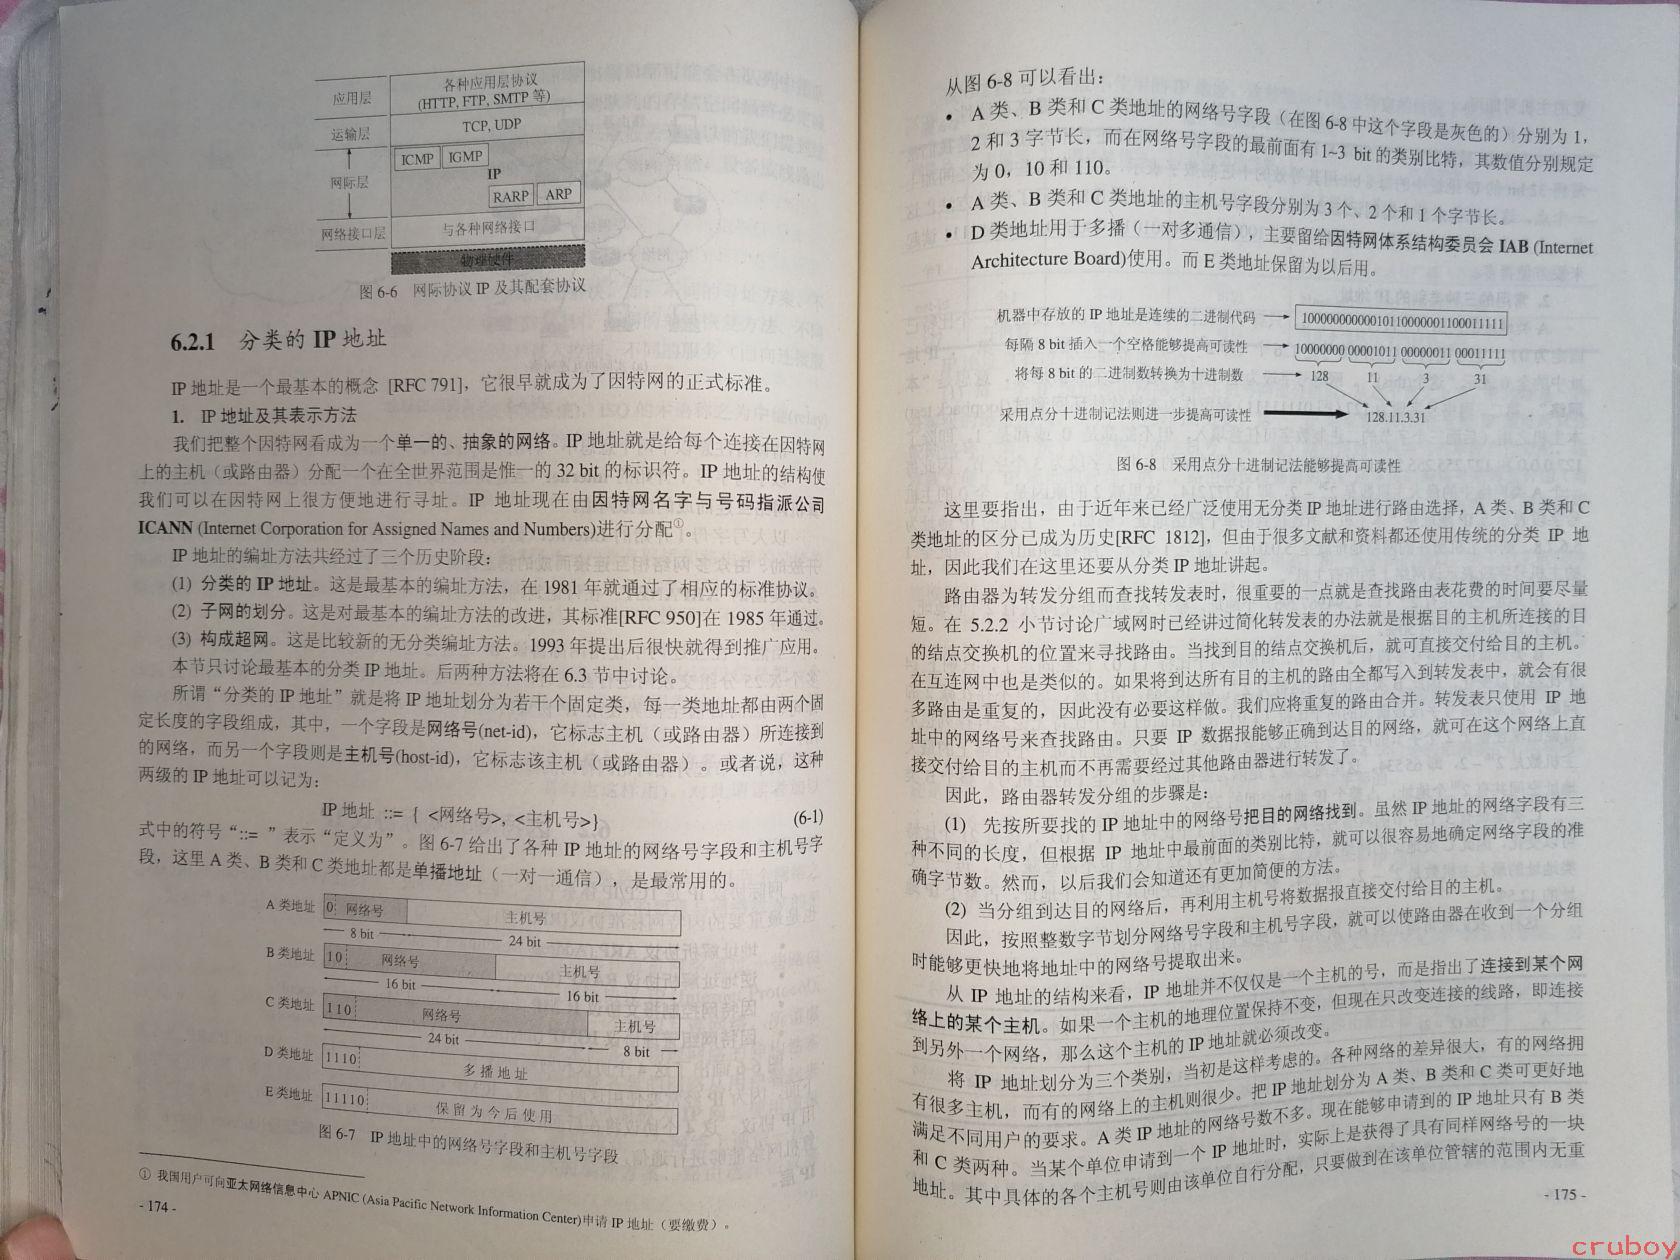 应用层
各种应用层协议
(HTTP, FTP, SMTP 等)
运输层
TCP, UDP
ICMP IGMP
网际层
IP
RARP ARP
网络接口层
与各种网络接口
物理硬件
图 6-6 网际协议 IP 及其配套协议
6.2.1 分类的 IP 地址
IP 地址是一个最基本的概念 [RFC 791]，它很早就成为了因特网的正式标准。
1. IP 地址及其表示方法
我们把整个因特网看成为一个单一的、抽象的网络。IP 地址就是给每个连接在因特网
上的主机（或路由器）分配一个在全世界范围是惟一的 32 bit 的标识符。IP 地址的结构使
我们可以在因特网上很方便地进行寻址。IP 地址现在由因特网名字与号码指派公司
ICANN (Internet Corporation for Assigned Names and Numbers)进行分配①。
IP 地址的编址方法共经过了三个历史阶段：
(1) 分类的 IP 地址。这是最基本的编址方法，在 1981 年就通过了相应的标准协议。
(2) 子网的划分。这是对最基本的编址方法的改进，其标准[RFC 950]在 1985 年通过。
(3) 构成超网。这是比较新的无分类编址方法。1993 年提出后很快就得到推广应用。
本节只讨论最基本的分类 IP 地址。后两种方法将在 6.3 节中讨论。
所谓“分类的 IP 地址”就是将 IP 地址划分为若干个固定类，每一类地址都由两个固
定长度的字段组成，其中，一个字段是网络号(net-id)，它标志主机（或路由器）所连接到
的网络，而另一个字段则是主机号(host-id)，它标志该主机（或路由器）。或者说，这种
两级的 IP 地址可以记为：
IP 地址 ::= { <网络号>, <主机号>} (6-1)
式中的符号“::= ”表示“定义为”。图 6-7 给出了各种 IP 地址的网络号字段和主机号字
段，这里 A 类、B 类和 C 类地址都是单播地址（一对一通信），是最常用的。
A 类地址 0 网络号 主机号
8 bit 24 bit
B 类地址 10 网络号 主机号
16 bit 16 bit
C 类地址 110 网络号 主机号
24 bit 8 bit
D 类地址 1110 多播地址
E 类地址 11110 保留为今后使用
图 6-7 IP 地址中的网络号字段和主机号字段
① 我国用户可向亚太网络信息中心 APNIC (Asia Pacific Network Information Center)申请 IP 地址（要缴费）。
- 174 -
从图 6-8 可以看出：
• A 类、B 类和 C 类地址的网络号字段（在图 6-8 中这个字段是灰色的）分别为 1，
2 和 3 字节长，而在网络号字段的最前面有 1~3 bit 的类别比特，其数值分别规定
为 0，10 和 110。
• A 类、B 类和 C 类地址的主机号字段分别为 3 个、2 个和 1 个字节长。
• D 类地址用于多播（一对多通信），主要留给因特网体系结构委员会 IAB (Internet
Architecture Board)使用。而 E 类地址保留为以后用。
机器中存放的 IP 地址是连续的二进制代码 10000000000010110000001100011111
每隔 8 bit 插入一个空格能够提高可读性 10000000 00001011 00000011 00011111
将每 8 bit 的二进制数转换为十进制数 128 11 3 31
采用点分十进制记法则进一步提高可读性 128.11.3.31
图 6-8 采用点分十进制记法能够提高可读性
这里要指出，由于近年来已经广泛使用无分类 IP 地址进行路由选择，A 类、B 类和 C
类地址的区分已成为历史[RFC 1812]，但由于很多文献和资料都还使用传统的分类 IP 地
址，因此我们在这里还要从分类 IP 地址讲起。
路由器为转发分组而查找转发表时，很重要的一点就是查找路由表花费的时间要尽量
短。在 5.2.2 小节讨论广域网时已经讲过简化转发表的办法就是根据目的主机所连接的目
的结点交换机的位置来寻找路由。当找到目的结点交换机后，就可直接交付给目的主机。
在互连网中也是类似的。如果将到达所有目的主机的路由全都写入到转发表中，就会有很
多路由是重复的，因此没有必要这样做。我们应将重复的路由合并。转发表只使用 IP 地
址中的网络号来查找路由。只要 IP 数据报能够正确到达目的网络，就可在这个网络上直
接交付给目的主机而不再需要经过其他路由器进行转发了。
因此，路由器转发分组的步骤是：
(1) 先按所要找的 IP 地址中的网络号把目的网络找到。虽然 IP 地址的网络字段有三
种不同的长度，但根据 IP 地址中最前面的类别比特，就可以很容易地确定网络字段的准
确字节数。然而，以后我们会知道还有更加简便的方法。
(2) 当分组到达目的网络后，再利用主机号将数据报直接交付给目的主机。
因此，按照整数字节划分网络号字段和主机号字段，就可以使路由器在收到一个分组
时能够更快地将地址中的网络号提取出来。
从 IP 地址的结构来看，IP 地址并不仅仅是一个主机的号，而是指出了连接到某个网
络上的某个主机。如果一个主机的地理位置保持不变，但现在只改变连接的线路，即连接
到另外一个网络，那么这个主机的 IP 地址就必须改变。
将 IP 地址划分为三个类别，当初是这样考虑的。各种网络的差异很大，有的网络拥
有很多主机，而有的网络上的主机则很少。把 IP 地址划分为 A 类、B 类和 C 类可更好地
满足不同用户的要求。A 类 IP 地址的网络号数不多。现在能够申请到的 IP 地址只有 B 类
和 C 类两种。当某个单位申请到一个 IP 地址时，实际上是获得了具有同样网络号的一块
地址。其中具体的各个主机号则由该单位自行分配，只要做到在该单位管辖的范围内无重
- 175 -
cruboy